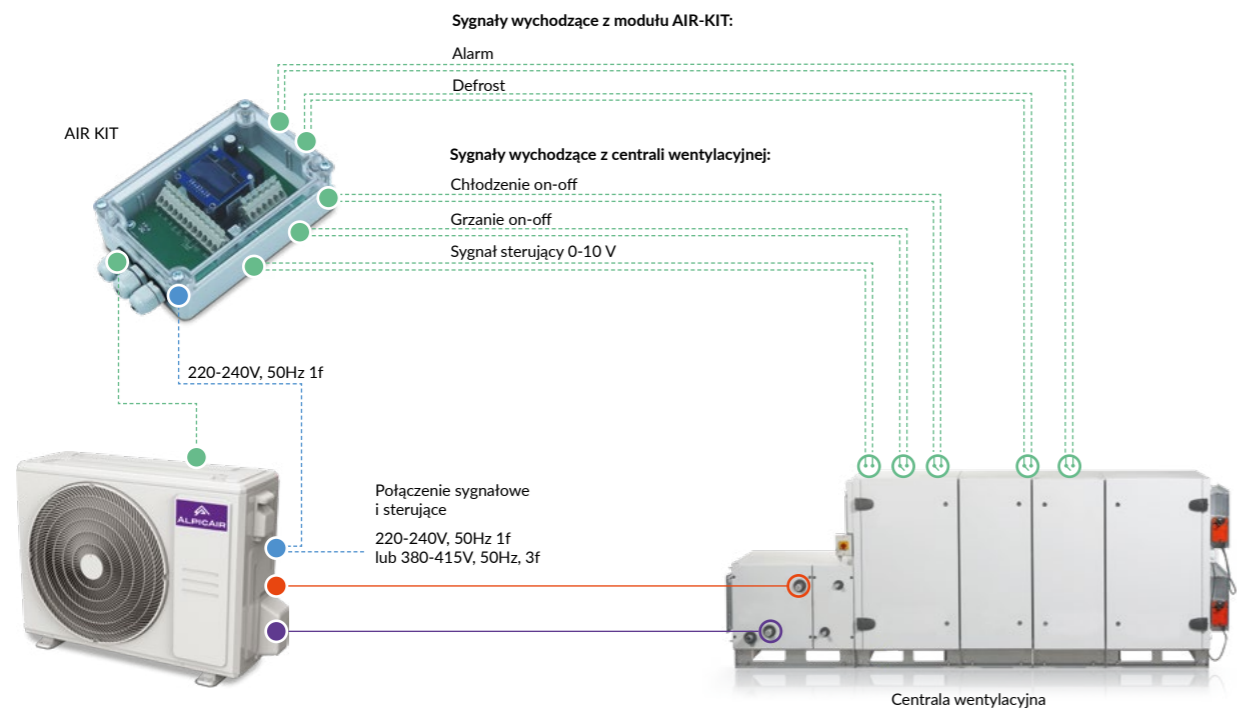 Sygnały wychodzące z modułu AIR-KIT:
Alarm
Defrost
AIR KIT
Sygnały wychodzące z centrali wentylacyjnej:
Chłodzenie on-off
Grzanie on-off
Sygnał sterujący 0-10 V
220-240V, 50Hz 1f
ALPICAIR
Połączenie sygnałowe
i sterujące
220-240V, 50Hz 1f
lub 380-415V, 50Hz, 3f
Centrala wentylacyjna